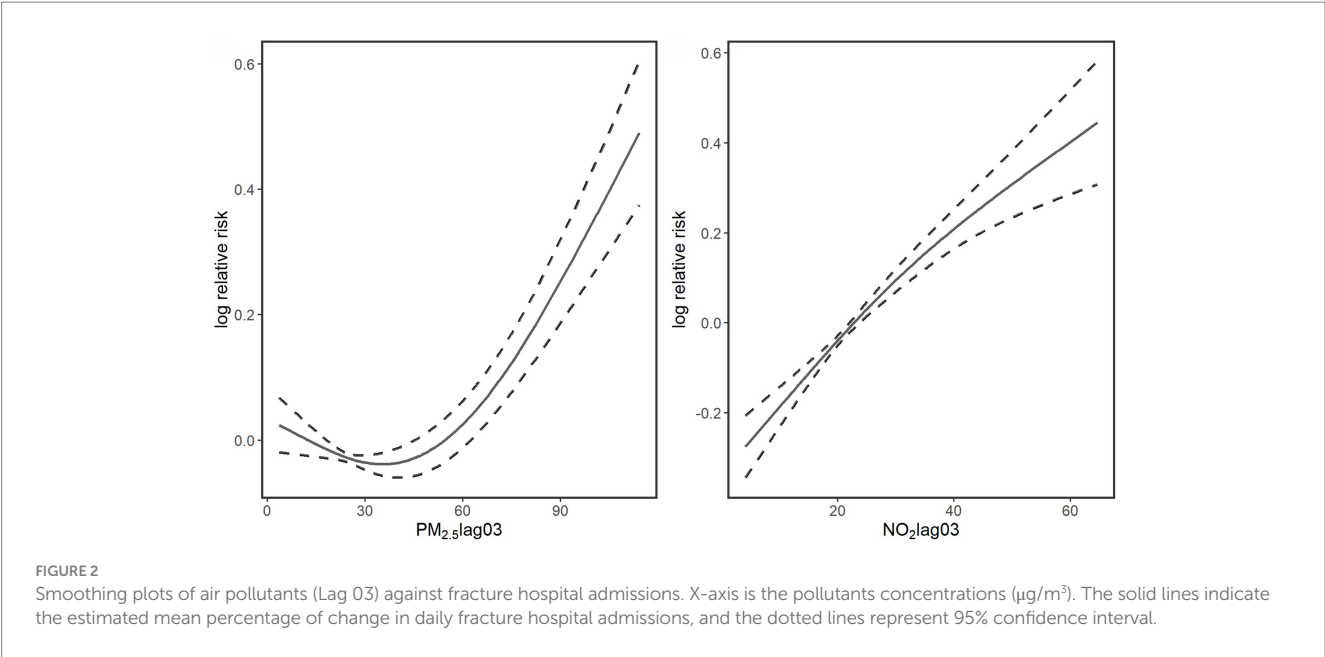 0.6
0.4
0.2
0.0
log relative risk
0 30 60 90
PM2.5lag03
0.6
0.4
0.2
0.0
-0.2
log relative risk
20 40 60
NO2lag03
FIGURE 2
Smoothing plots of air pollutants (Lag 03) against fracture hospital admissions. X-axis is the pollutants concentrations (μg/m³). The solid lines indicate
the estimated mean percentage of change in daily fracture hospital admissions, and the dotted lines represent 95% confidence interval.